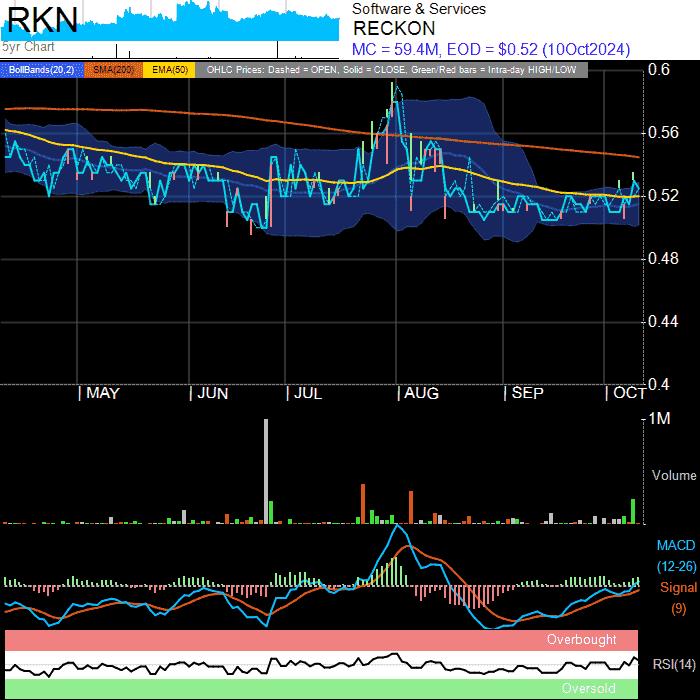 RKN
5yr Chart
Software & Services
RECKON
MC = 59.4M, EOD = $0.52 (10Oct2024)
BollBands(20,2) SMA(200) EMA(50) OHLC Prices: Dashed = OPEN, Solid = CLOSE, Green/Red bars = Intra-day HIGH/LOW
0.6
0.56
0.52
0.48
0.44
0.4
| MAY | JUN | JUL | AUG | SEP | OCT
1M
Volume
MACD
(12-26)
Signal
(9)
Overbought
RSI(14)
Oversold